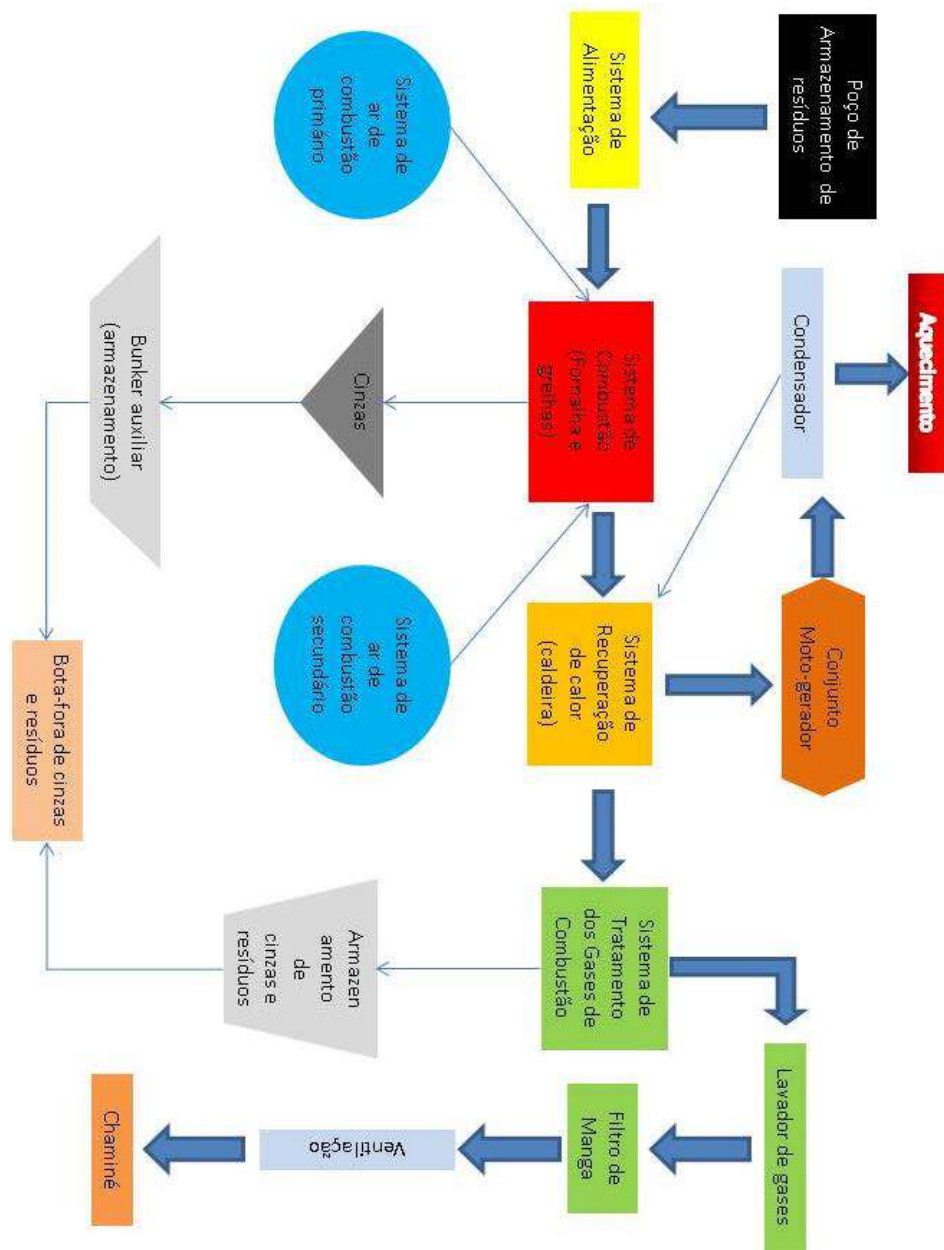 Aquecimento
Poço de
Armazenamento de
resíduos
Condensador
Conjunto
Moto-gerador
Lavador de gases
Sistema de
Alimentação
Sistema de
Combustão
(Fornalha e
grelhas)
Sistema de
Recuperação
de calor
(caldeira)
Sistema de
Tratamento
dos Gases de
Combustão
Filtro de
Manga
Sistema de
ar de
combustão
primário
Cinzas
Sistema de
ar de
combustão
secundário
Armazen
amento
de
cinzas e
resíduos
Ventilação
Bunker auxiliar
(armazenamento)
Chaminé
Bota-fora de cinzas
e resíduos